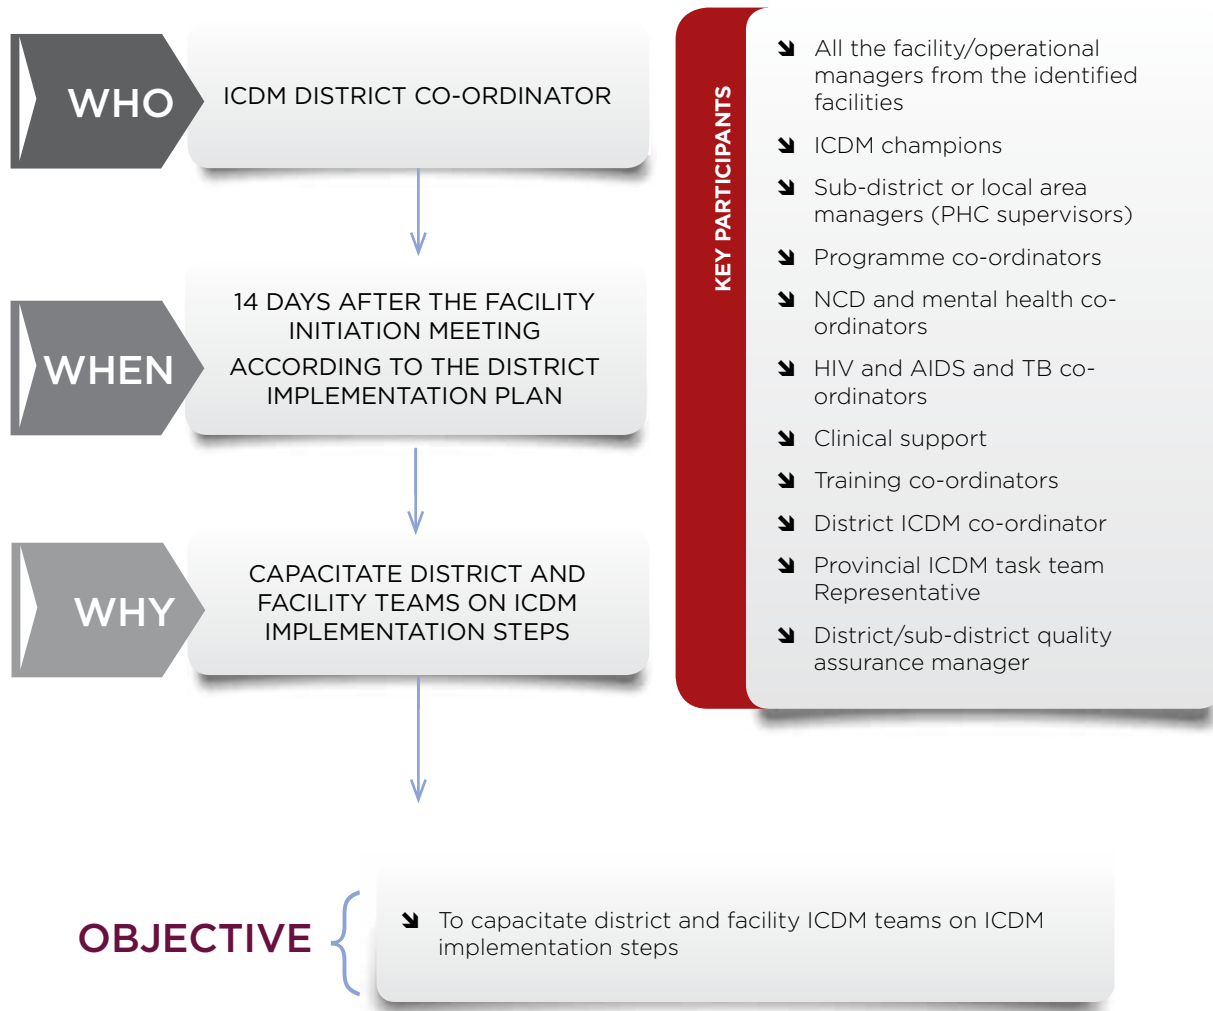 WHO
ICDM DISTRICT CO-ORDINATOR
WHEN
14 DAYS AFTER THE FACILITY
INITIATION MEETING
ACCORDING TO THE DISTRICT
IMPLEMENTATION PLAN
WHY
CAPACITATE DISTRICT AND
FACILITY TEAMS ON ICDM
IMPLEMENTATION STEPS
KEY PARTICIPANTS
All the facility/operational
managers from the identified
facilities
ICDM champions
Sub-district or local area
managers (PHC supervisors)
Programme co-ordinators
NCD and mental health co-
ordinators
HIV and AIDS and TB co-
ordinators
Clinical support
Training co-ordinators
District ICDM co-ordinator
Provincial ICDM task team
Representative
District/sub-district quality
assurance manager
OBJECTIVE
To capacitate district and facility ICDM teams on ICDM
implementation steps